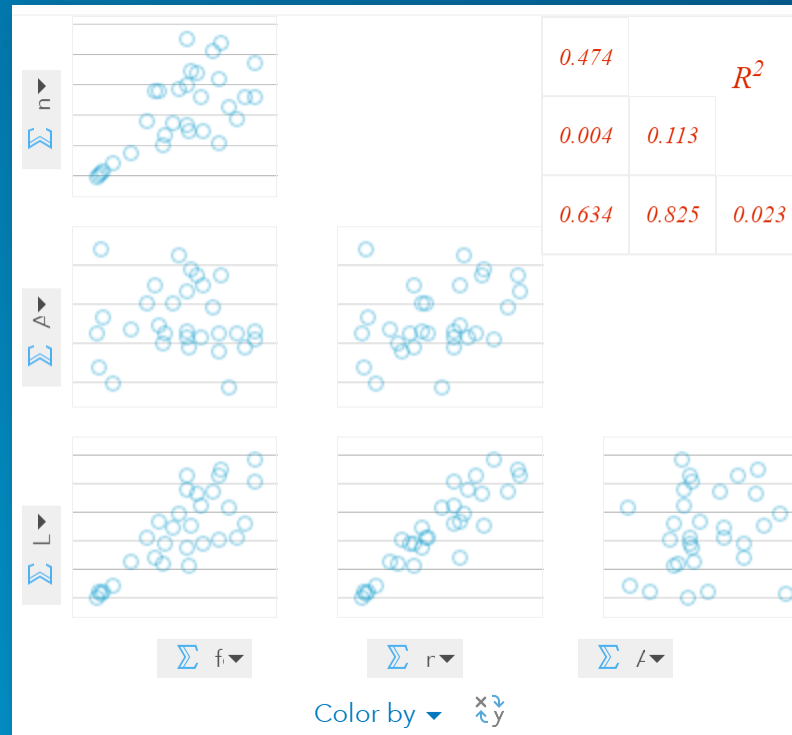 0.474
R²
0.004 0.113
0.634 0.825 0.023
n
A
L
Σ f
Σ r
Σ A
Color by
x
y